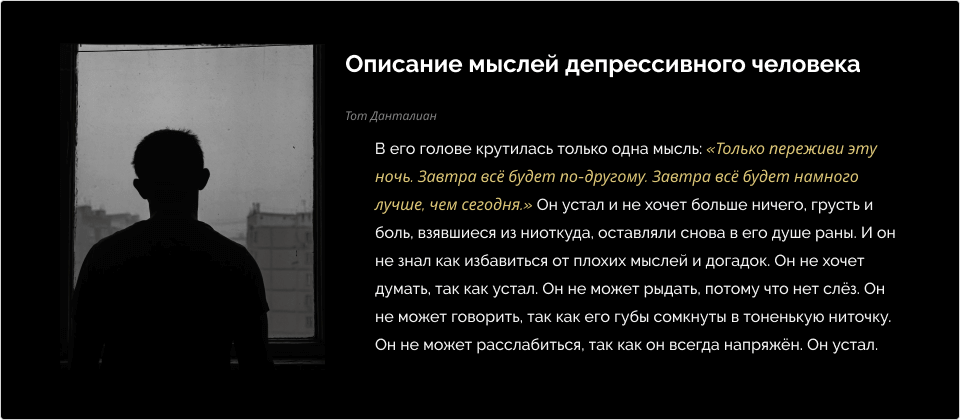 Описание мыслей депрессивного человека
Тот Данталиан
В его голове крутилась только одна мысль: «Только переживи эту
ночь. Завтра всё будет по-другому. Завтра всё будет намного
лучше, чем сегодня.» Он устал и не хочет больше ничего, грусть и
боль, взявшиеся из ниоткуда, оставляли снова в его душе раны. И он
не знал как избавиться от плохих мыслей и догадок. Он не хочет
думать, так как устал. Он не может рыдать, потому что нет слёз. Он
не может говорить, так как его губы сомкнуты в тоненькую ниточку.
Он не может расслабиться, так как он всегда напряжён. Он устал.